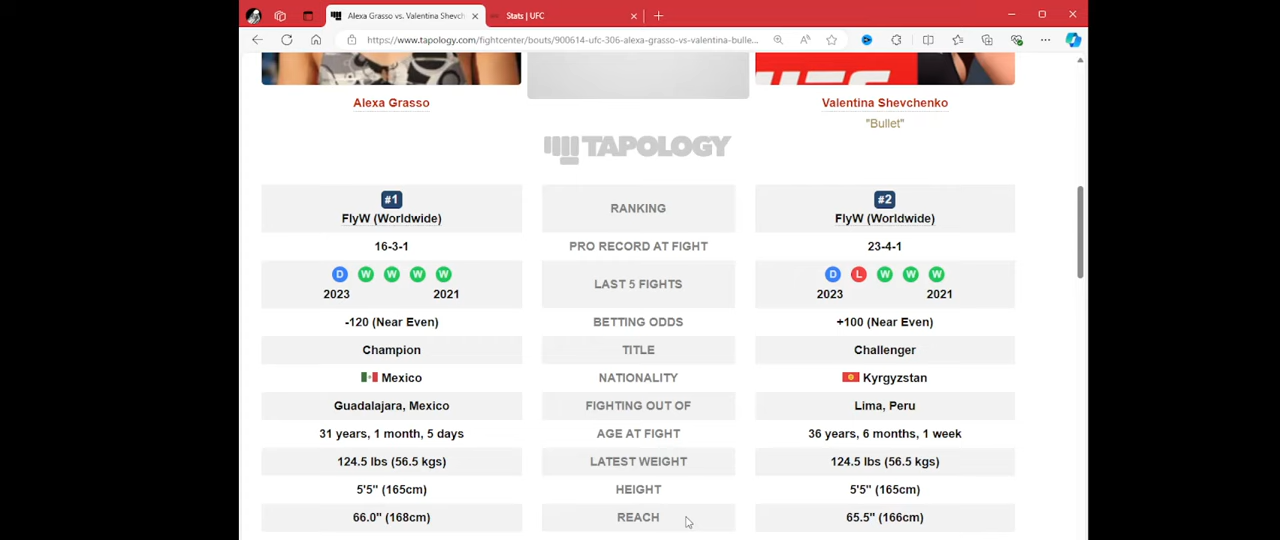 Alexa Grasso vs. Valentina Shevch
Stats | UFC
https://www.tapology.com/fightcenter/bouts/900614-ufc-306-alexa-grasso-vs-valentina-bulle...
UFC
Alexa Grasso
Valentina Shevchenko
"Bullet"
TAPOLOGY
#1
FlyW (Worldwide)
RANKING
#2
FlyW (Worldwide)
16-3-1
PRO RECORD AT FIGHT
23-4-1
D W W W W
2023 2021
LAST 5 FIGHTS
D L W W W
2023 2021
-120 (Near Even)
BETTING ODDS
+100 (Near Even)
Champion
TITLE
Challenger
Mexico
NATIONALITY
Kyrgyzstan
Guadalajara, Mexico
FIGHTING OUT OF
Lima, Peru
31 years, 1 month, 5 days
AGE AT FIGHT
36 years, 6 months, 1 week
124.5 lbs (56.5 kgs)
LATEST WEIGHT
124.5 lbs (56.5 kgs)
5'5" (165cm)
HEIGHT
5'5" (165cm)
66.0" (168cm)
REACH
65.5" (166cm)